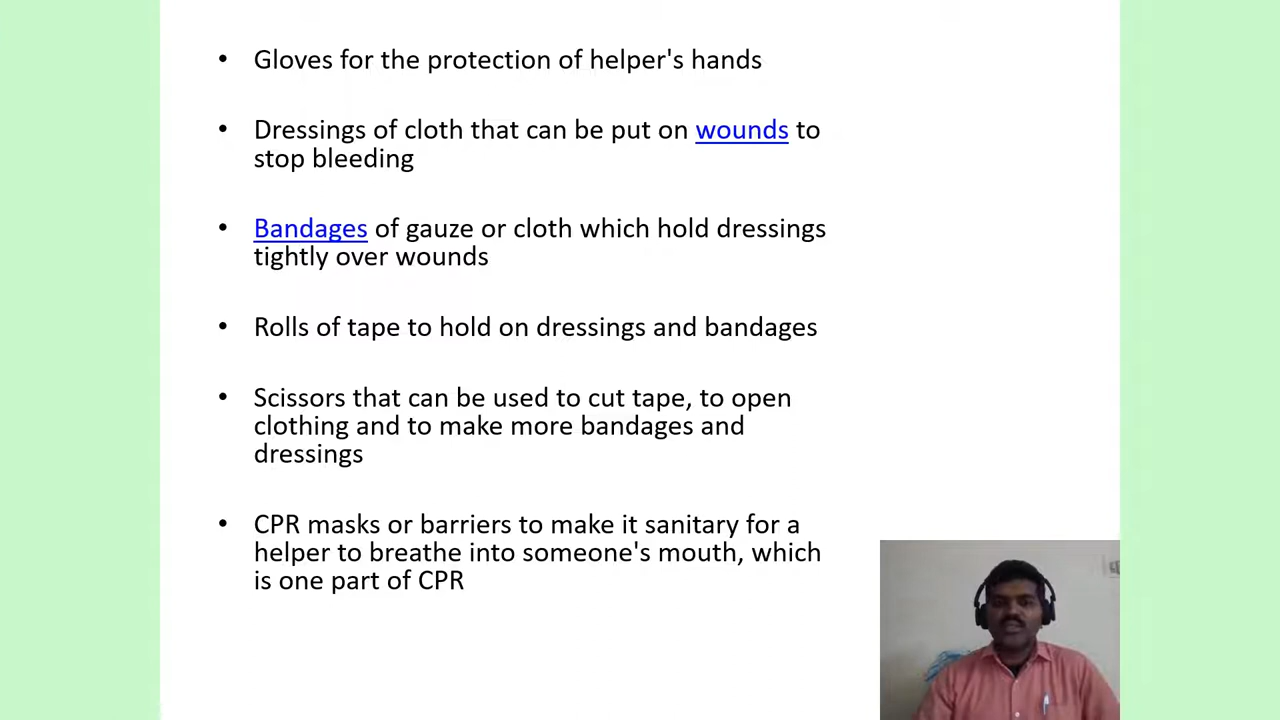 • Gloves for the protection of helper's hands
• Dressings of cloth that can be put on wounds to
stop bleeding
• Bandages of gauze or cloth which hold dressings
tightly over wounds
• Rolls of tape to hold on dressings and bandages
• Scissors that can be used to cut tape, to open
clothing and to make more bandages and
dressings
• CPR masks or barriers to make it sanitary for a
helper to breathe into someone's mouth, which
is one part of CPR